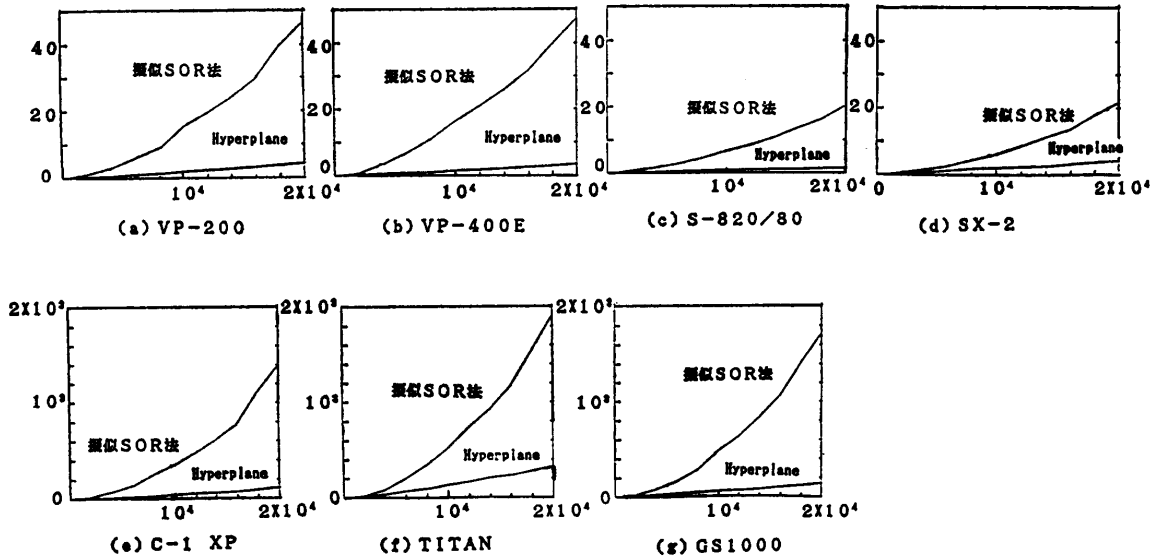 40
20
0
擬似SOR法
Hyperplane
10⁴
2X10⁴
(a) VP-200
40
20
0
擬似SOR法
Hyperplane
10⁴
2X10⁴
(b) VP-400E
40
20
0
擬似SOR法
Hyperplane
10⁴
2X10⁴
(c) S-820/80
40
20
0
擬似SOR法
Hyperplane
0
10⁴
2X10⁴
(d) SX-2
2X10³
10³
0
擬似SOR法
Hyperplane
10⁴
2X10⁴
(e) C-1 XP
2X10³
10³
0
擬似SOR法
Hyperplane
10⁴
2X10⁴
(f) TITAN
2X10³
10³
0
擬似SOR法
Hyperplane
10⁴
2X10⁴
(g) GS1000